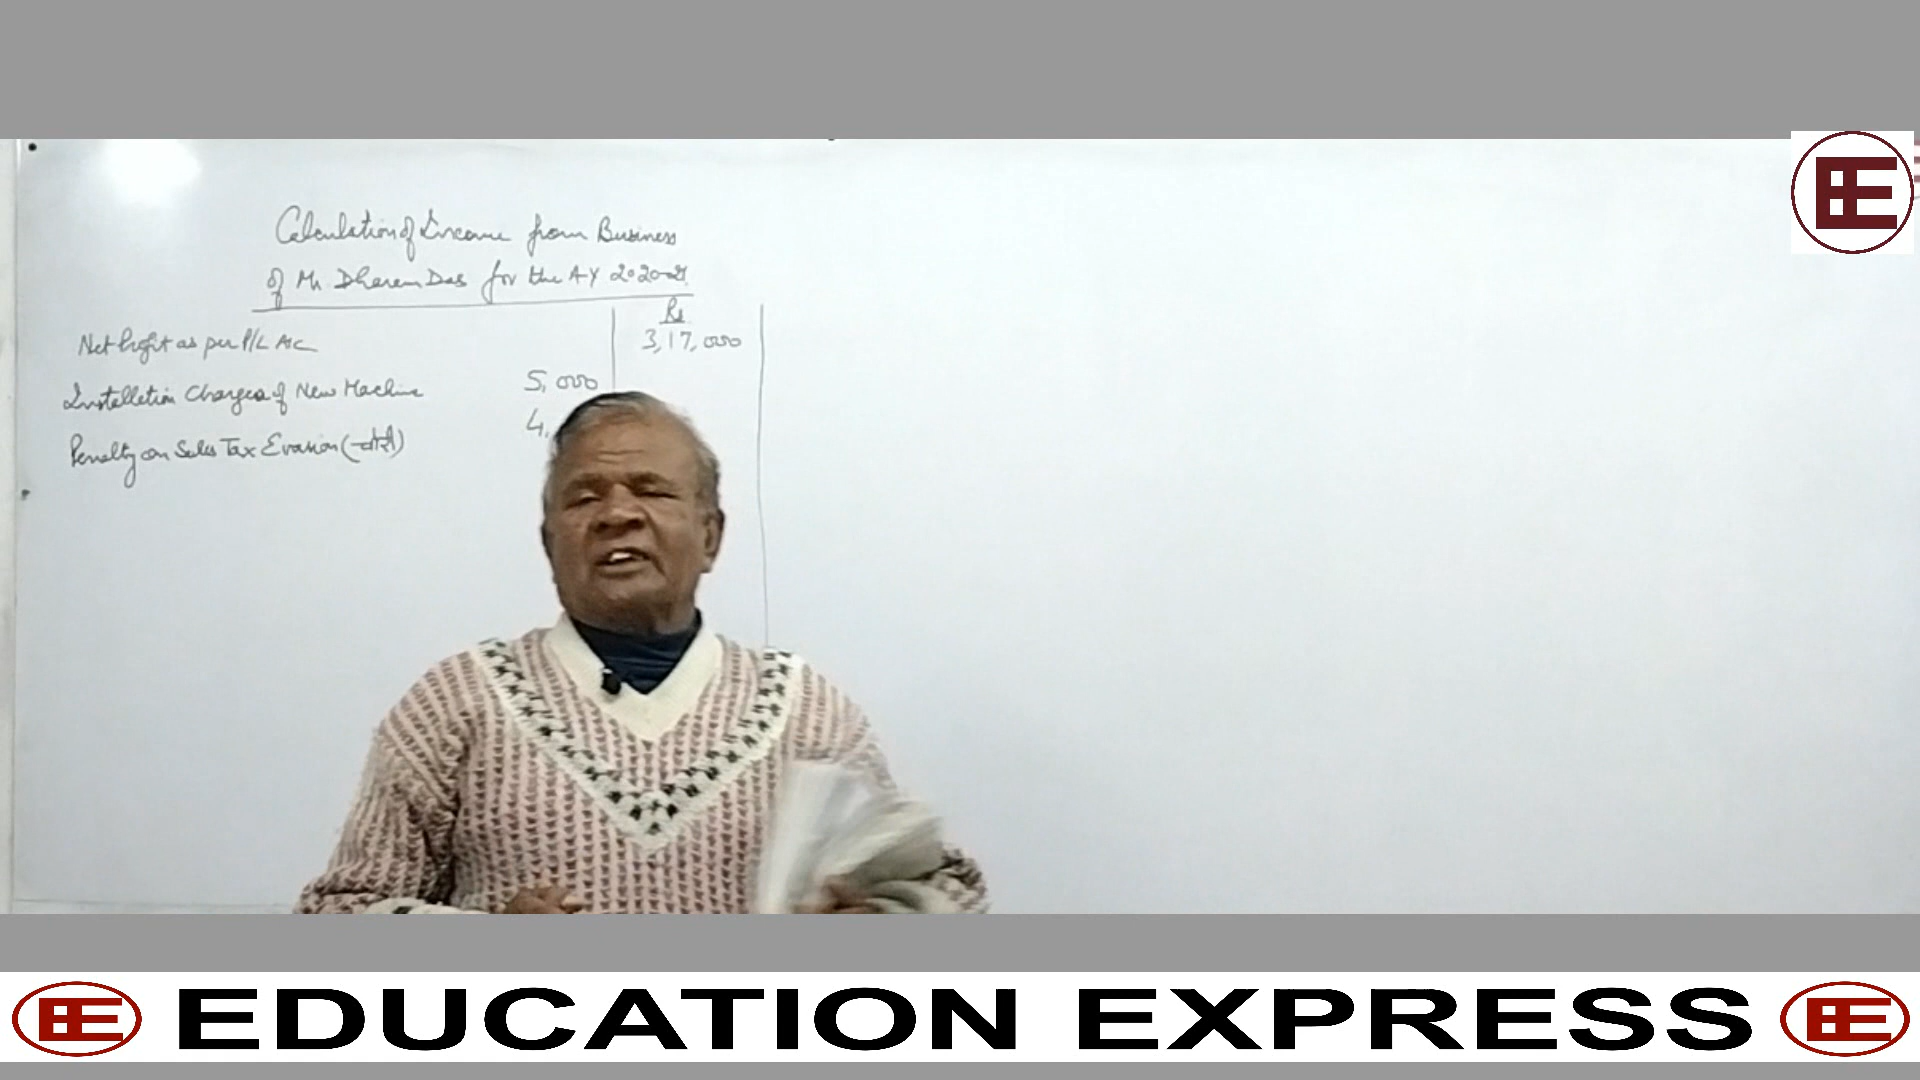 Calculation of Income from Business
of Mr Dharam Das for the A-Y 2020-21.
Rs
Net Profit as per P/L A/c 3,17,000
Installation Charges of New Machine 5,000
Penalty on Sales Tax Evasion (चोरी) 4,
EDUCATION EXPRESS